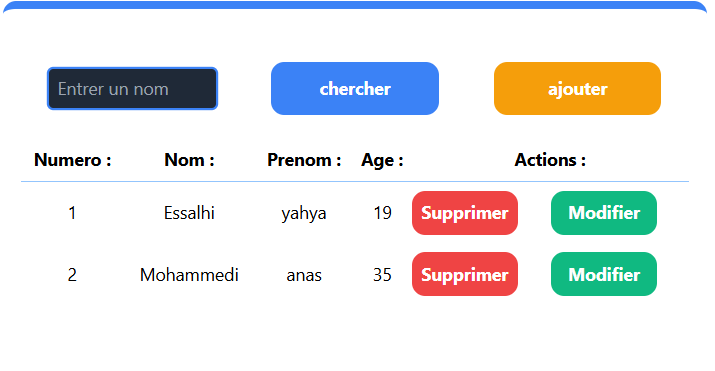 Entrer un nom chercher ajouter
Numero : Nom : Prenom : Age : Actions :
1 Essalhi yahya 19 Supprimer Modifier
2 Mohammedi anas 35 Supprimer Modifier